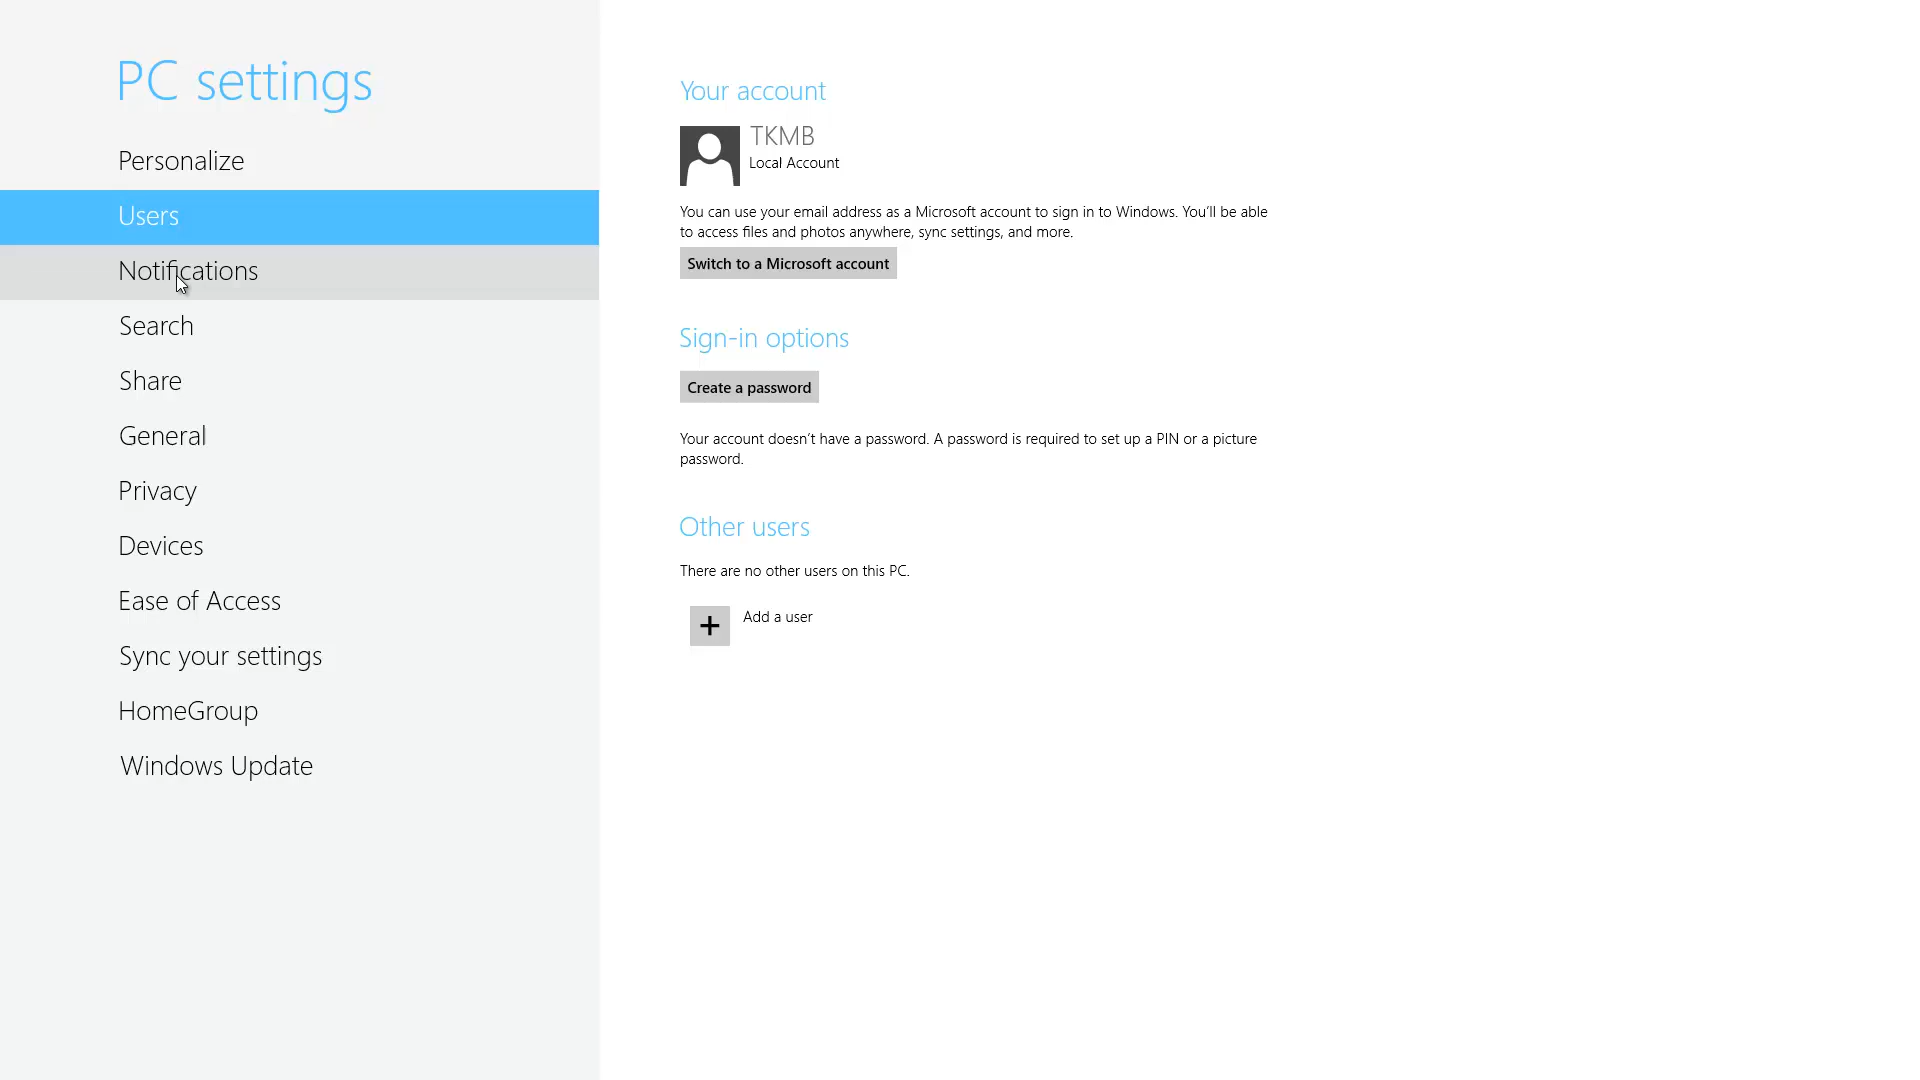 PC settings
Personalize
Users
Notifications
Search
Share
General
Privacy
Devices
Ease of Access
Sync your settings
HomeGroup
Windows Update
Your account
TKMB
Local Account
You can use your email address as a Microsoft account to sign in to Windows. You'll be able
to access files and photos anywhere, sync settings, and more.
Switch to a Microsoft account
Sign-in options
Create a password
Your account doesn't have a password. A password is required to set up a PIN or a picture
password.
Other users
There are no other users on this PC.
Add a user